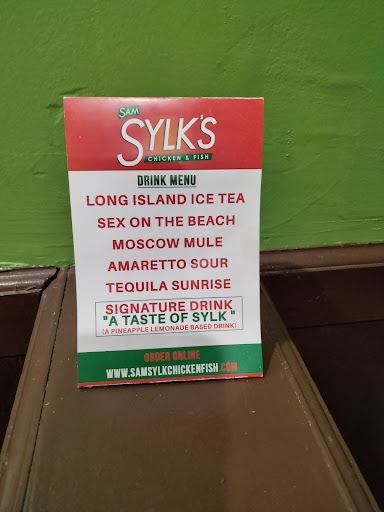 SAM
SYLK'S
CHICKEN & FISH
DRINK MENU
LONG ISLAND ICE TEA
SEX ON THE BEACH
MOSCOW MULE
AMARETTO SOUR
TEQUILA SUNRISE
SIGNATURE DRINK
"A TASTE OF SYLK "
(A PINEAPPLE LEMONADE BASED DRINK)
ORDER ONLINE
WWW.SAMSYLKCHICKENFISH.COM